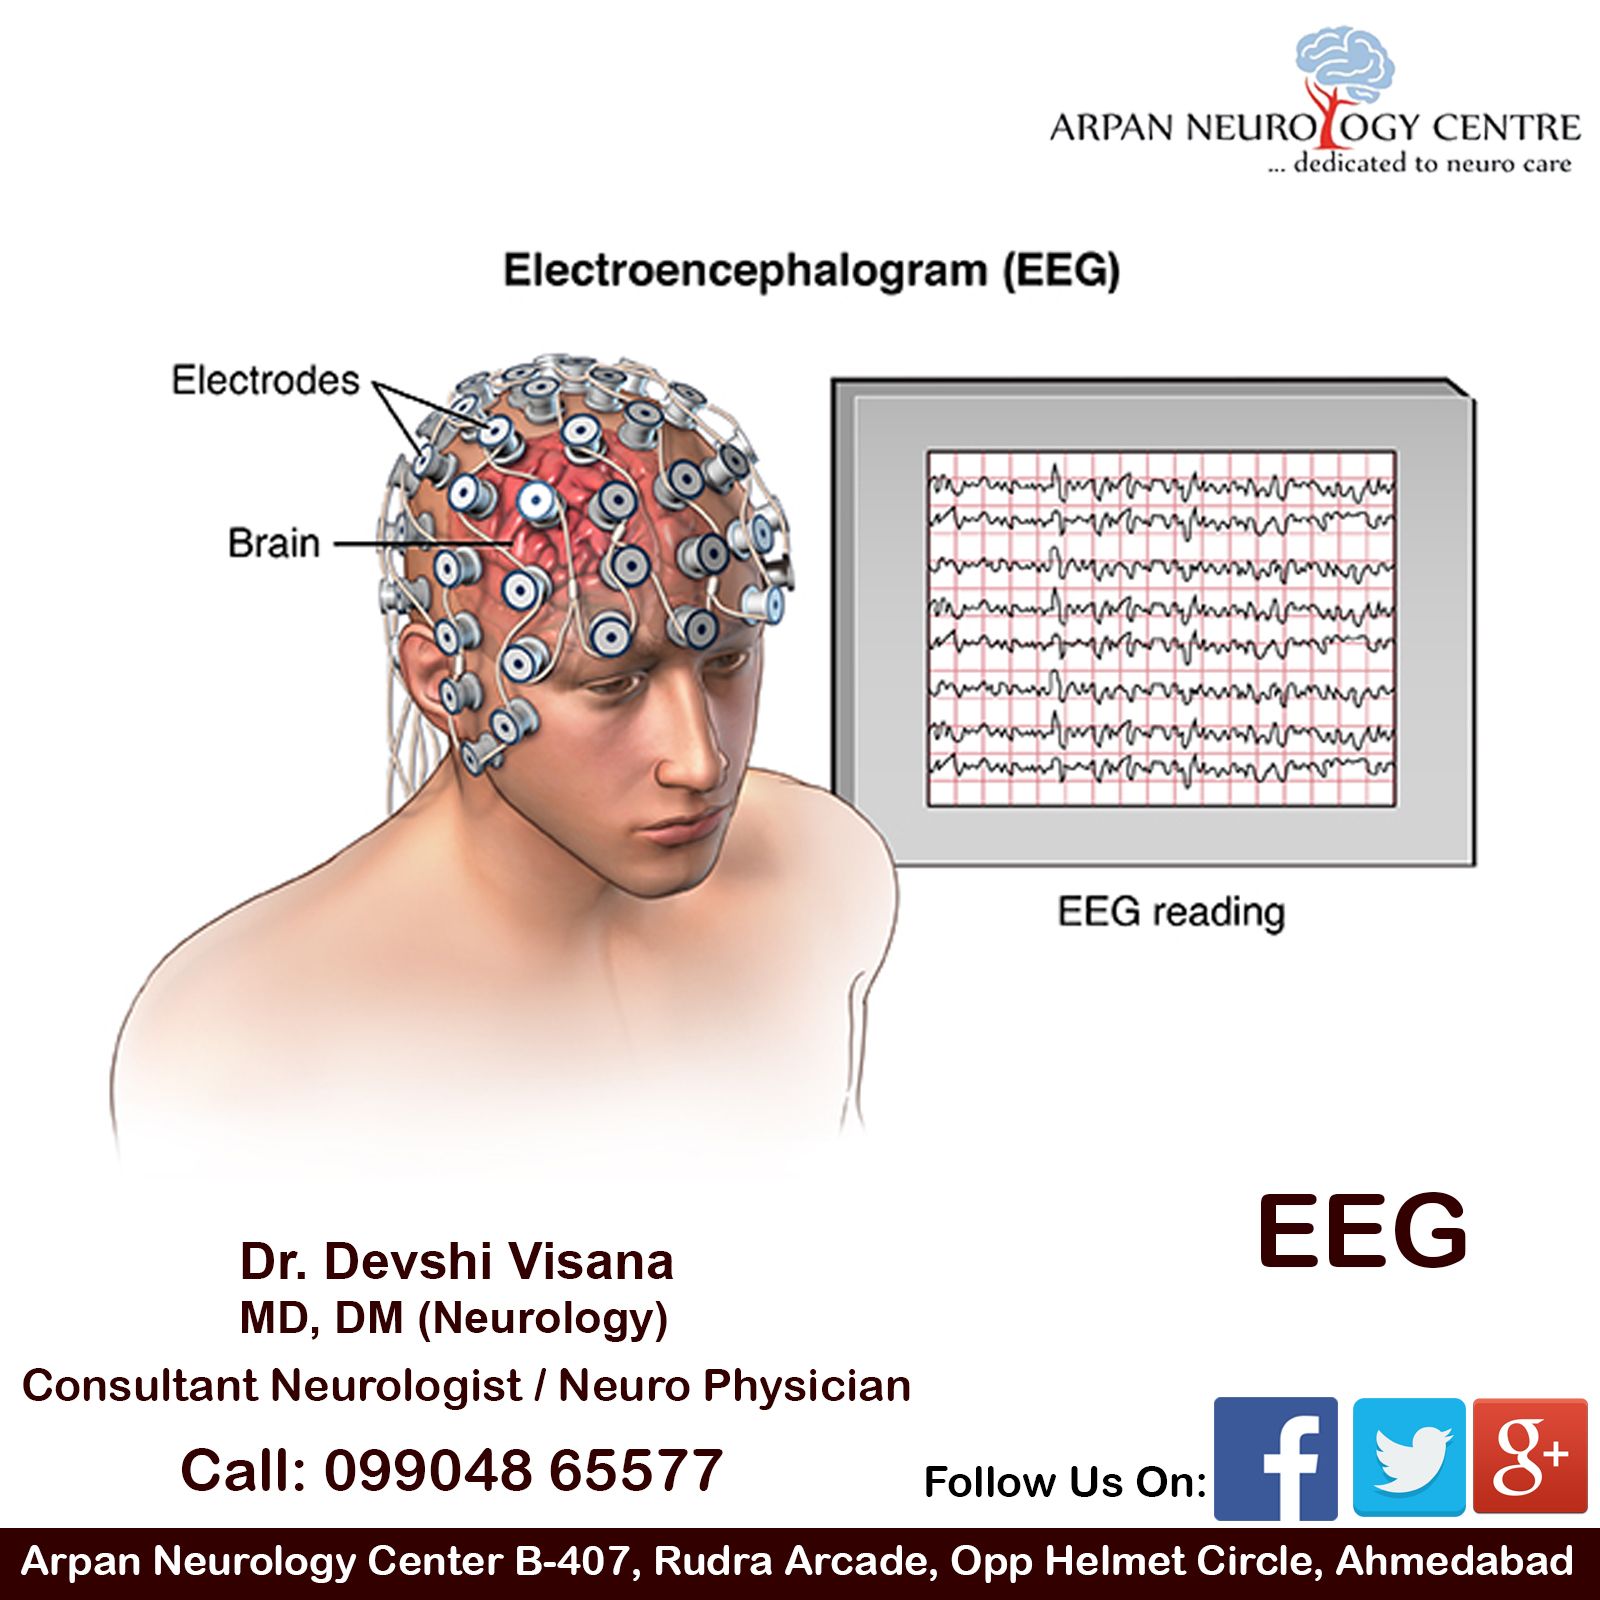 ARPAN NEUROLOGY CENTRE
... dedicated to neuro care
Electroencephalogram (EEG)
Electrodes
Brain
EEG reading
EEG
Dr. Devshi Visana
MD, DM (Neurology)
Consultant Neurologist / Neuro Physician
Call: 099048 65577
Follow Us On:
f
g+
Arpan Neurology Center B-407, Rudra Arcade, Opp Helmet Circle, Ahmedabad